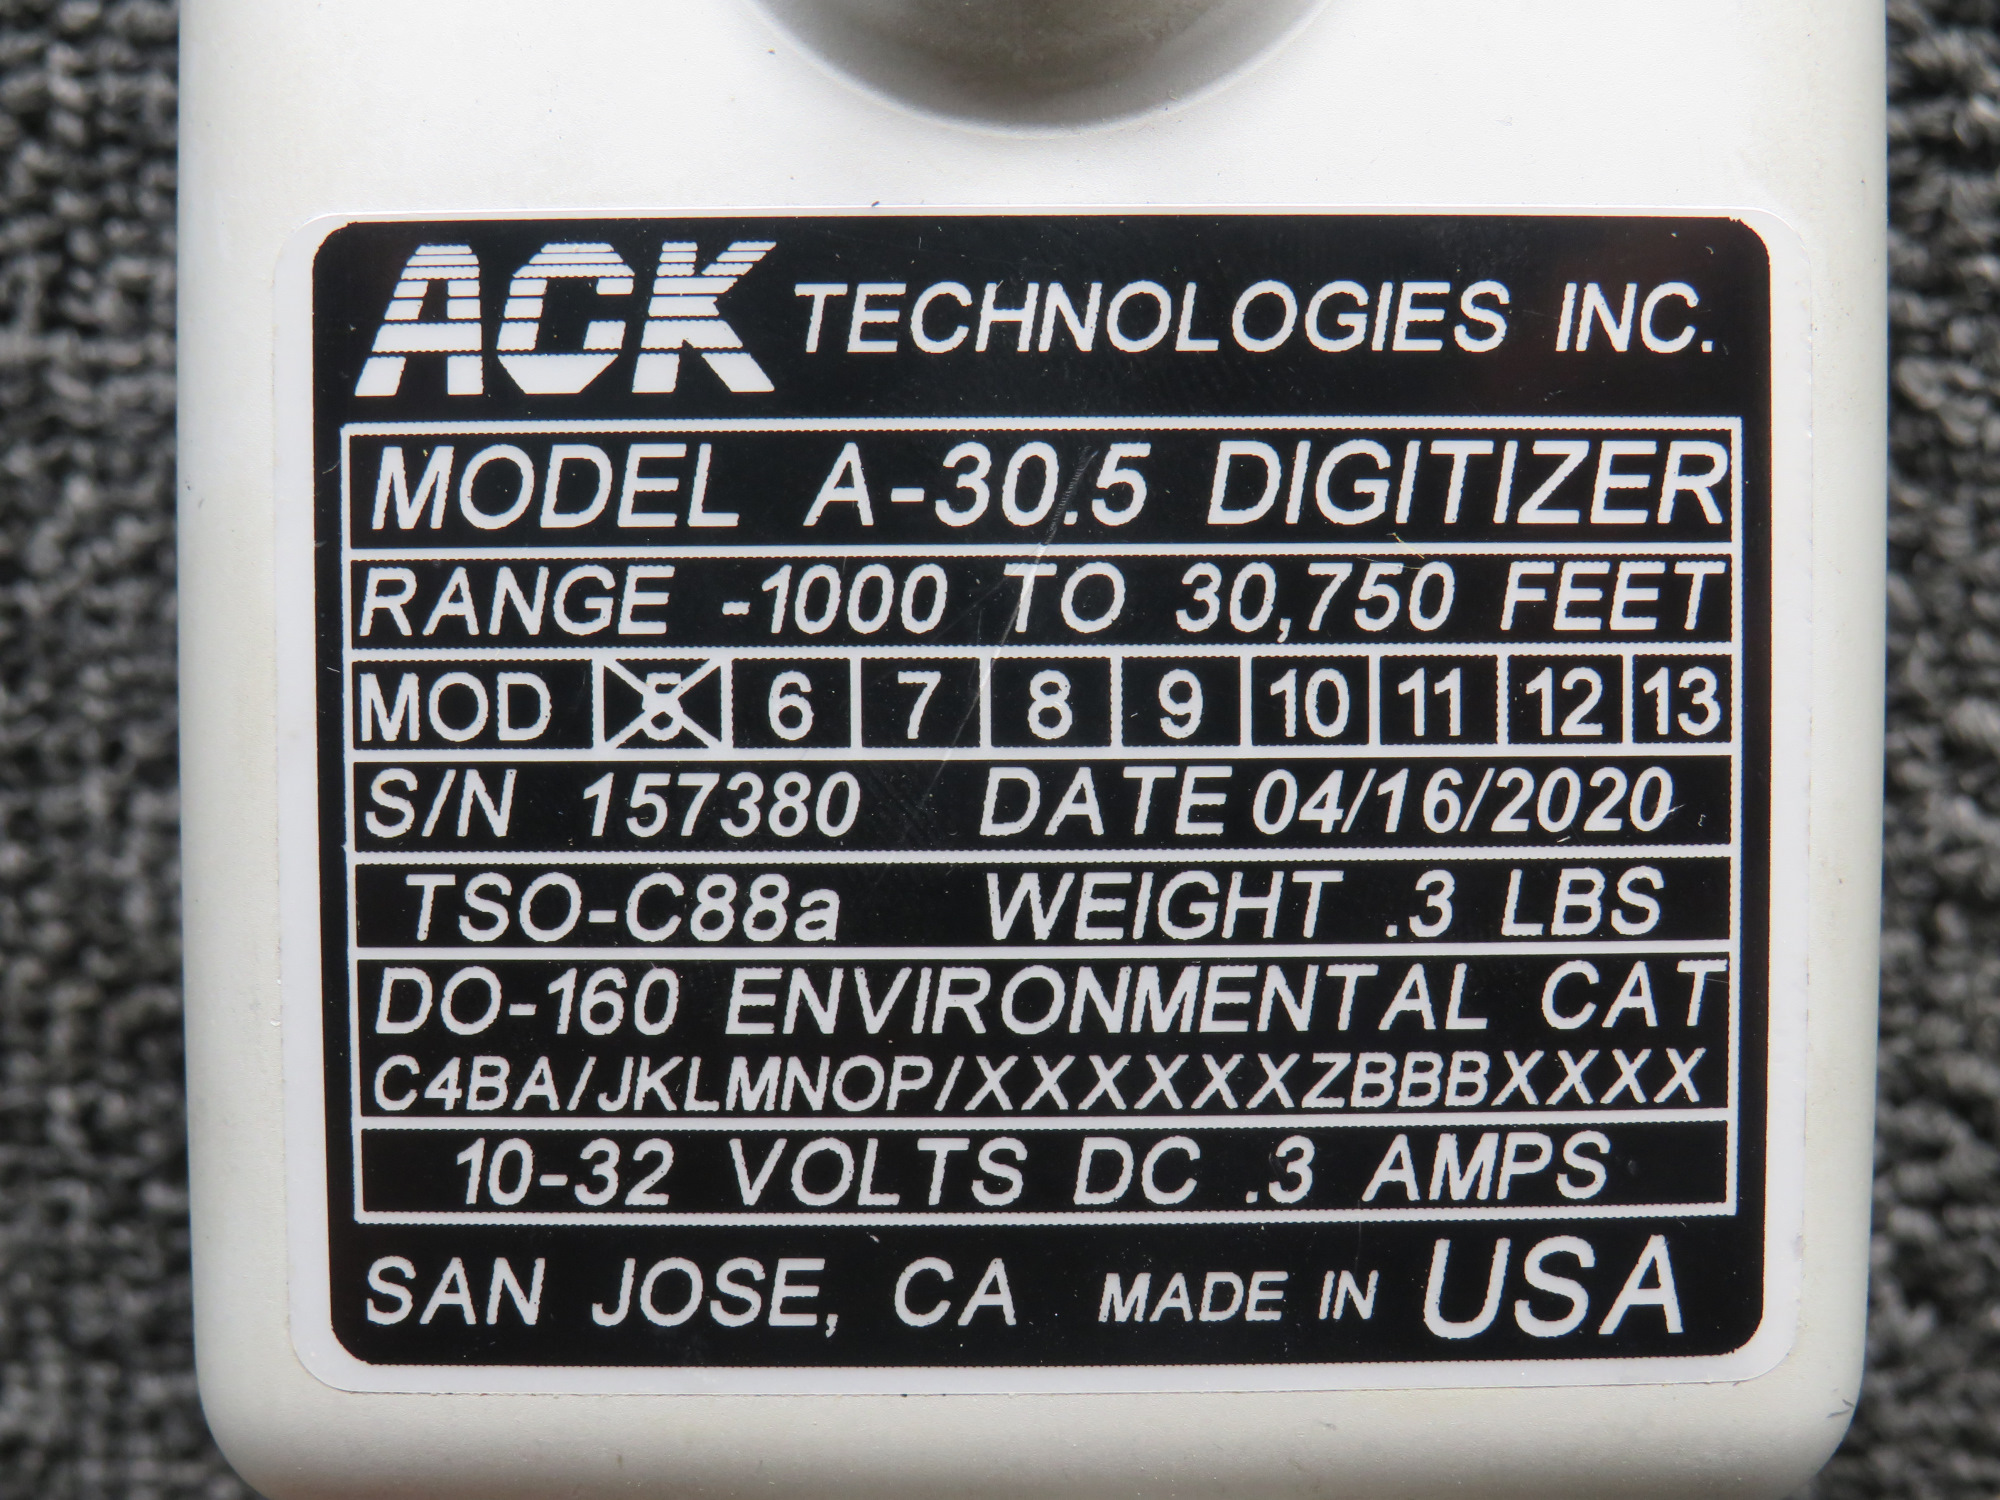 ACK TECHNOLOGIES INC.
MODEL A-30.5 DIGITIZER
RANGE -1000 TO 30,750 FEET
MOD 5 6 7 8 9 10 11 12 13
S/N 157380 DATE 04/16/2020
TSO-C88a WEIGHT .3 LBS
DO-160 ENVIRONMENTAL CAT
C4BA/JKLMNOP/XXXXXXZBBBXXXX
10-32 VOLTS DC .3 AMPS
SAN JOSE, CA MADE IN USA